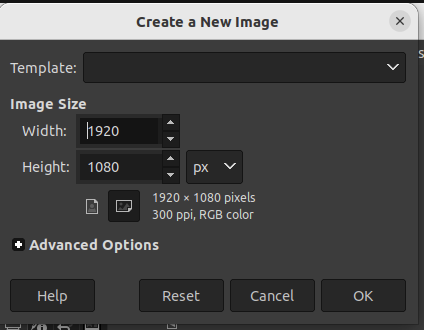 Create a New Image
Template:
Image Size
Width: 1920
Height: 1080 px
1920 × 1080 pixels
300 ppi, RGB color
Advanced Options
Help Reset Cancel OK